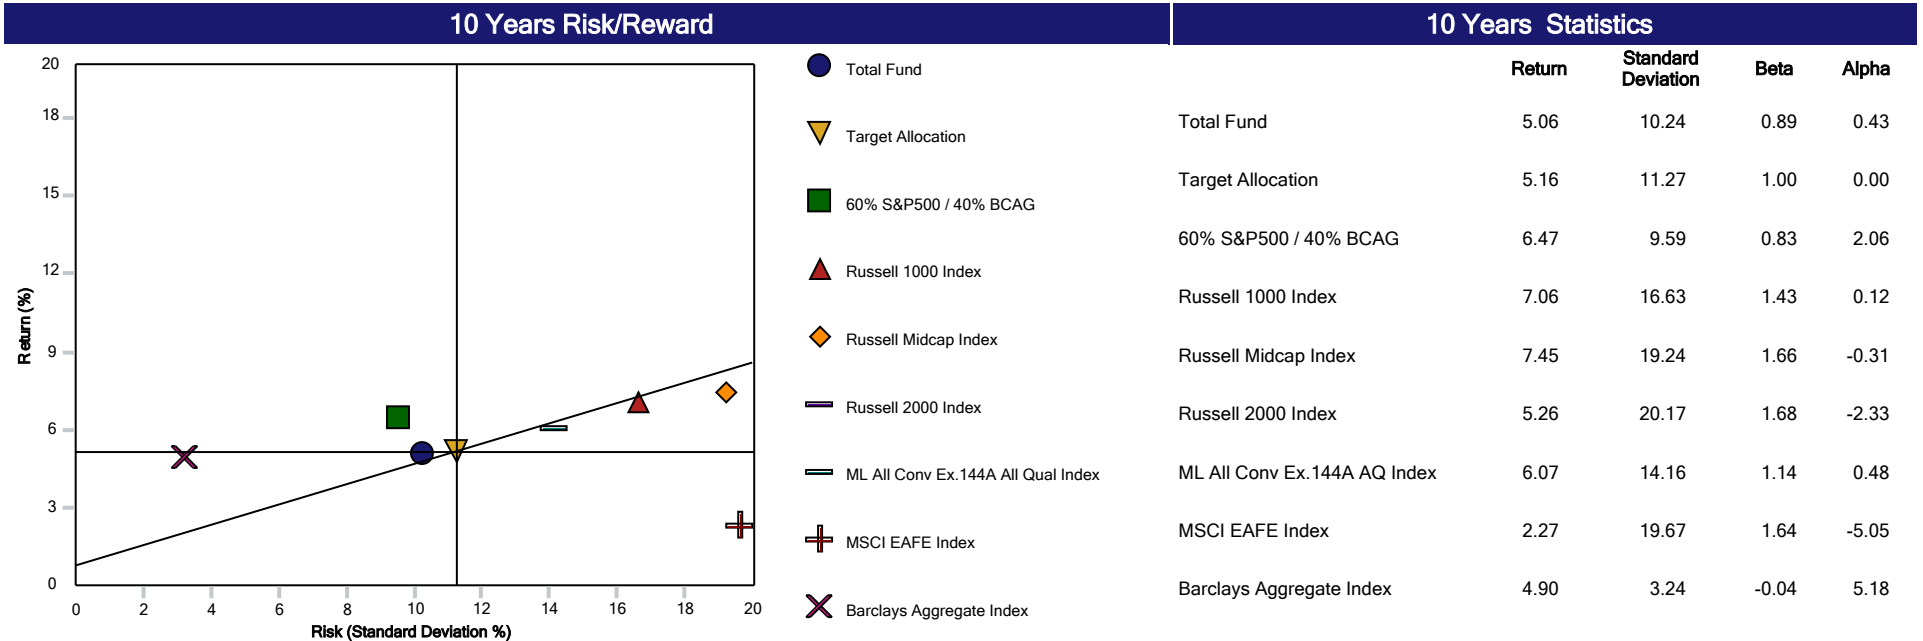 10 Years Risk/Reward
20
18
15
12
9
6
3
0
Return (%)
0 2 4 6 8 10 12 14 16 18 20
Risk (Standard Deviation %)
Total Fund
Target Allocation
60% S&P500 / 40% BCAG
Russell 1000 Index
Russell Midcap Index
Russell 2000 Index
ML All Conv Ex.144A All Qual Index
MSCI EAFE Index
Barclays Aggregate Index
10 Years Statistics
Return Standard Deviation Beta Alpha
Total Fund 5.06 10.24 0.89 0.43
Target Allocation 5.16 11.27 1.00 0.00
60% S&P500 / 40% BCAG 6.47 9.59 0.83 2.06
Russell 1000 Index 7.06 16.63 1.43 0.12
Russell Midcap Index 7.45 19.24 1.66 -0.31
Russell 2000 Index 5.26 20.17 1.68 -2.33
ML All Conv Ex.144A AQ Index 6.07 14.16 1.14 0.48
MSCI EAFE Index 2.27 19.67 1.64 -5.05
Barclays Aggregate Index 4.90 3.24 -0.04 5.18